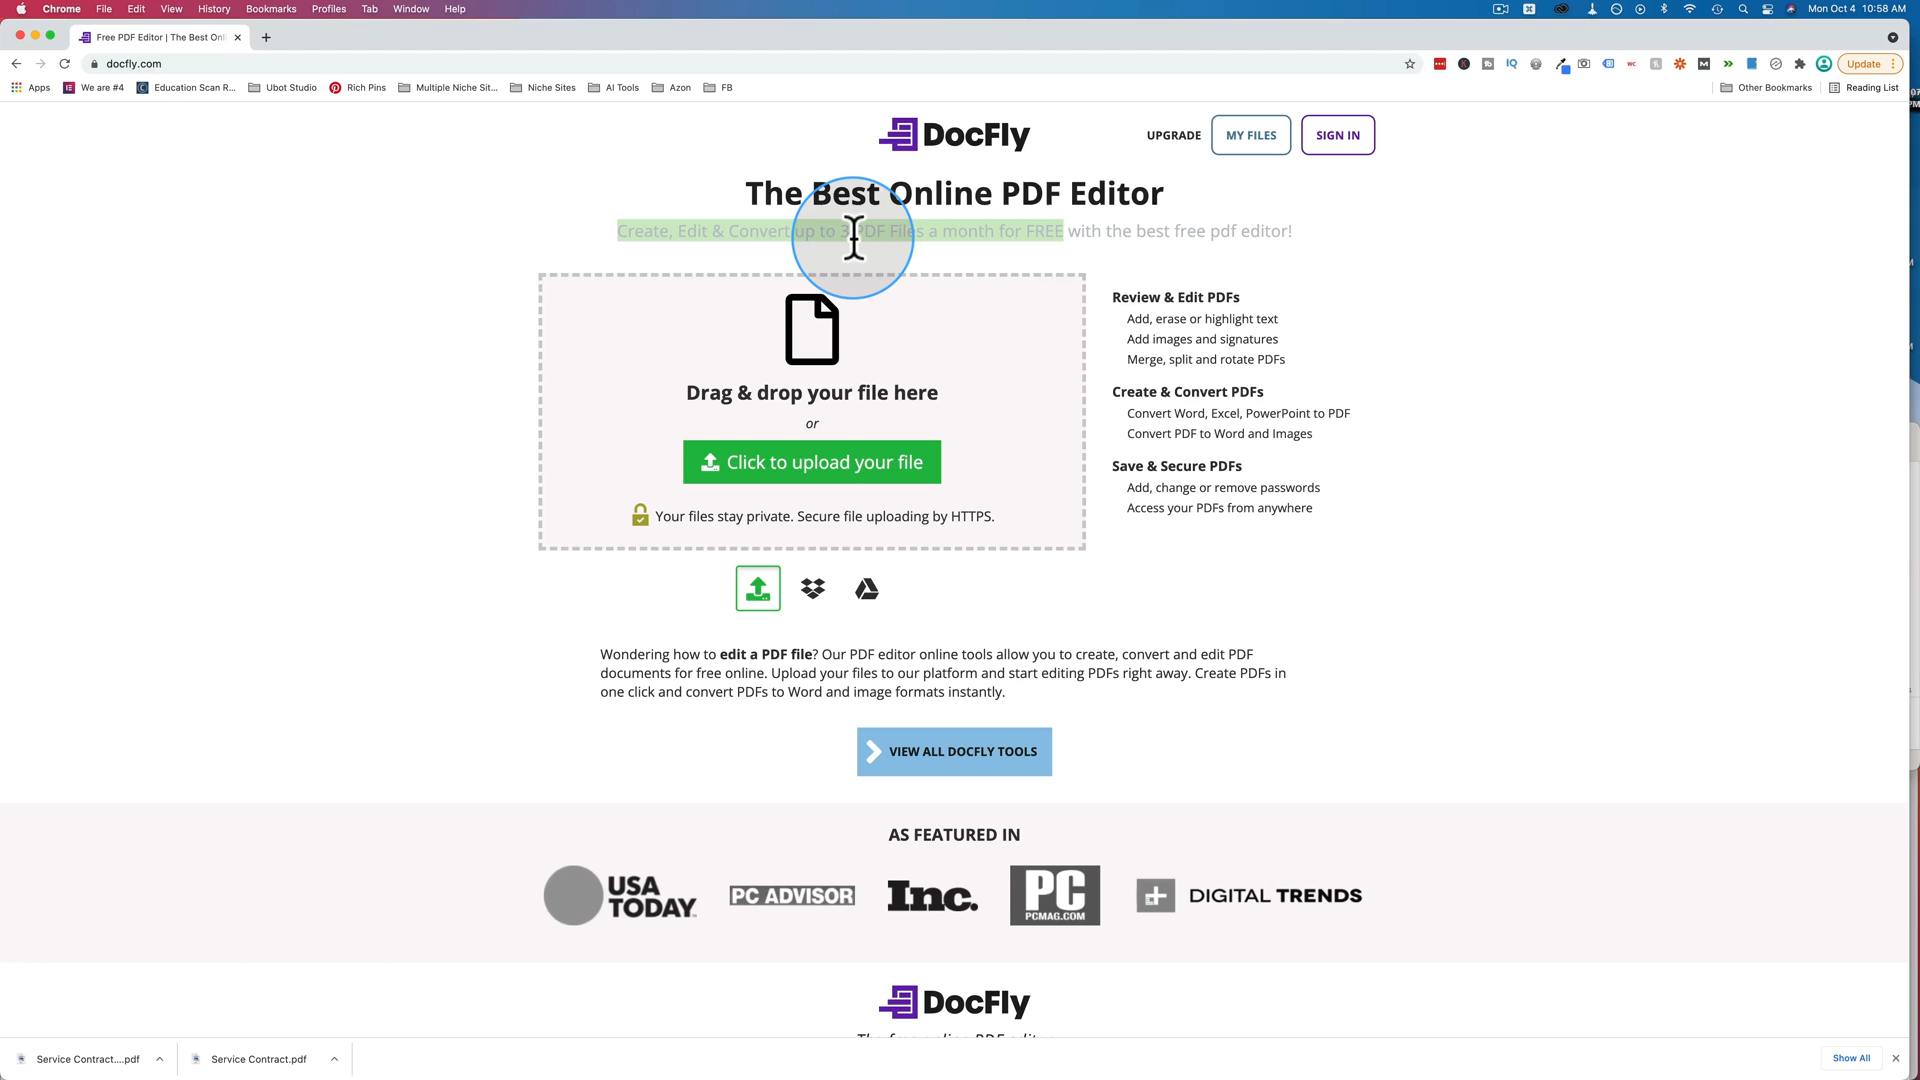 Chrome File Edit View History Bookmarks Profiles Tab Window Help Mon Oct 4 10:58 AM
Free PDF Editor | The Best Onl
docfly.com Update
Apps We are #4 Education Scan R... Ubot Studio Rich Pins Multiple Niche Sit... Niche Sites AI Tools Azon FB Other Bookmarks Reading List
DocFly
UPGRADE MY FILES SIGN IN
The Best Online PDF Editor
Create, Edit & Convert up to 3 PDF Files a month for FREE with the best free pdf editor!
Drag & drop your file here
or
Click to upload your file
Your files stay private. Secure file uploading by HTTPS.
Review & Edit PDFs
Add, erase or highlight text
Add images and signatures
Merge, split and rotate PDFs
Create & Convert PDFs
Convert Word, Excel, PowerPoint to PDF
Convert PDF to Word and Images
Save & Secure PDFs
Add, change or remove passwords
Access your PDFs from anywhere
Wondering how to edit a PDF file? Our PDF editor online tools allow you to create, convert and edit PDF
documents for free online. Upload your files to our platform and start editing PDFs right away. Create PDFs in
one click and convert PDFs to Word and image formats instantly.
VIEW ALL DOCFLY TOOLS
AS FEATURED IN
USA TODAY PC ADVISOR Inc. PC PCMAG.COM DIGITAL TRENDS
DocFly
Service Contract....pdf Service Contract.pdf Show All